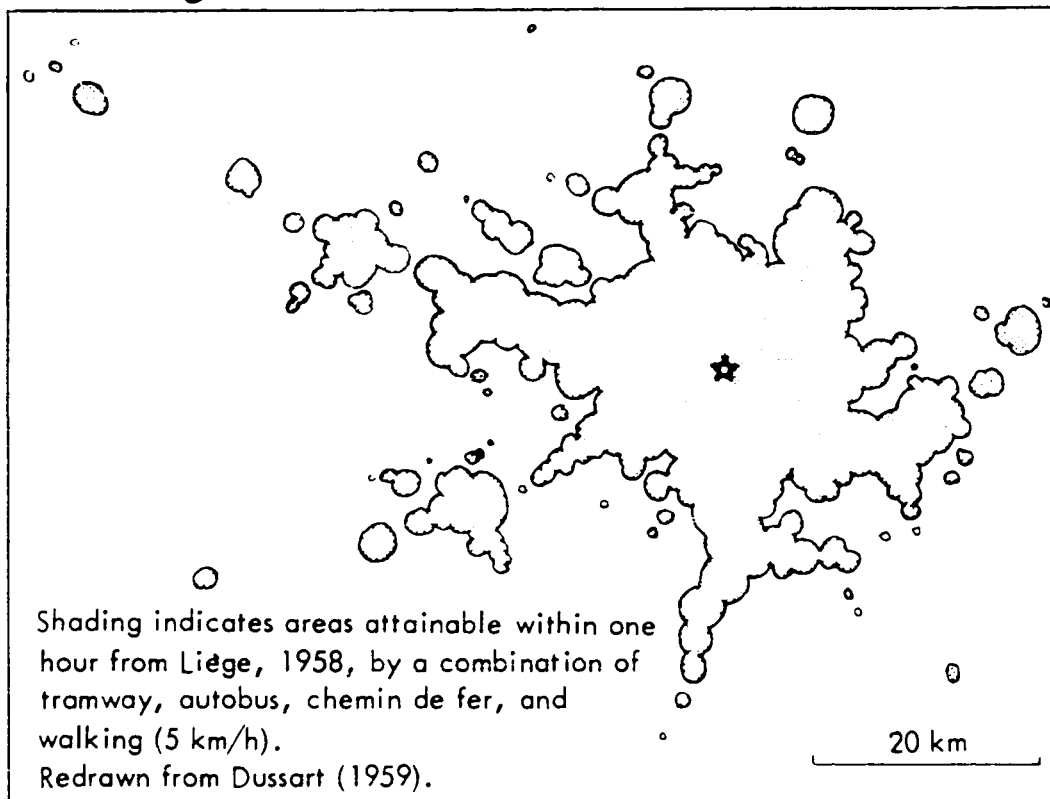 Shading indicates areas attainable within one
hour from Liège, 1958, by a combination of
tramway, autobus, chemin de fer, and
walking (5 km/h).
Redrawn from Dussart (1959).
20 km